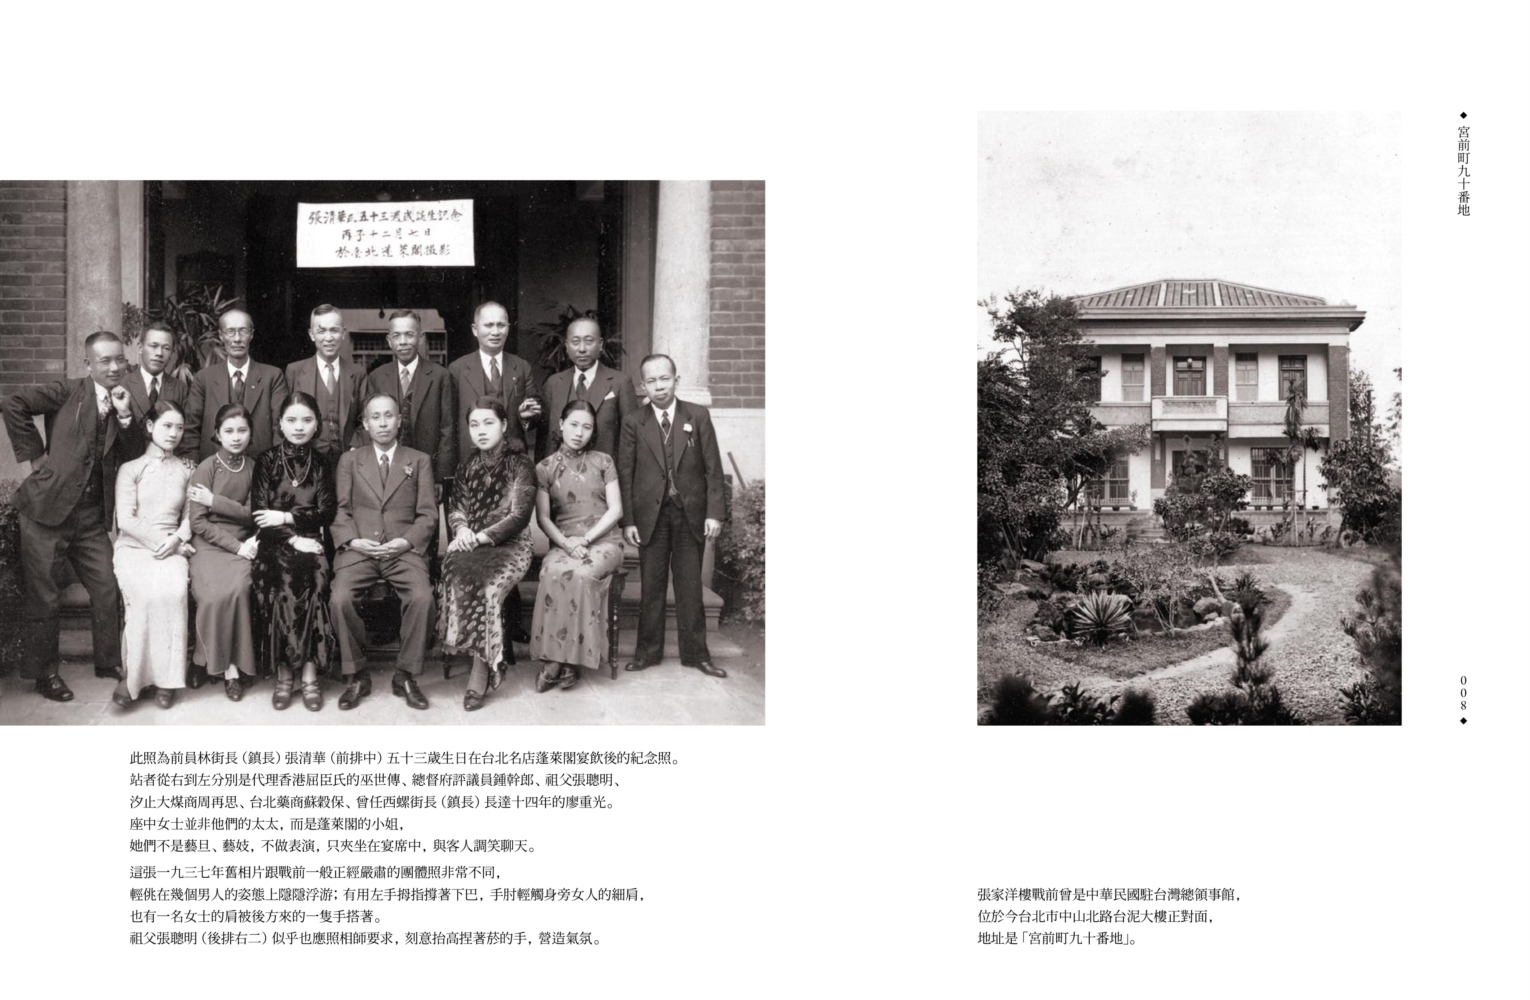 ◆宮前町九十番地
008◆
張清華氏五十三週歲誕生記念
丙子十二月七日
於臺北蓬萊閣攝影
此照為前員林街長（鎮長）張清華（前排中）五十三歲生日在台北名店蓬萊閣宴飲後的紀念照。
站者從右到左分別是代理香港屈臣氏的巫世傳、總督府評議員鍾幹郎、祖父張聰明、
汐止大煤商周再思、台北藥商蘇穀保、曾任西螺街長（鎮長）長達十四年的廖重光。
座中女士並非他們的太太，而是蓬萊閣的小姐，
她們不是藝旦、藝妓，不做表演，只夾坐在宴席中，與客人調笑聊天。
這張一九三七年舊相片跟戰前一般正經嚴肅的團體照非常不同，
輕佻在幾個男人的姿態上隱隱浮游；有用左手拇指撐著下巴，手肘輕觸身旁女人的細肩，
也有一名女士的肩被後方來的一隻手搭著。
祖父張聰明（後排右二）似乎也應照相師要求，刻意抬高捏著菸的手，營造氣氛。
張家洋樓戰前曾是中華民國駐台灣總領事館，
位於今台北市中山北路台泥大樓正對面，
地址是「宮前町九十番地」。